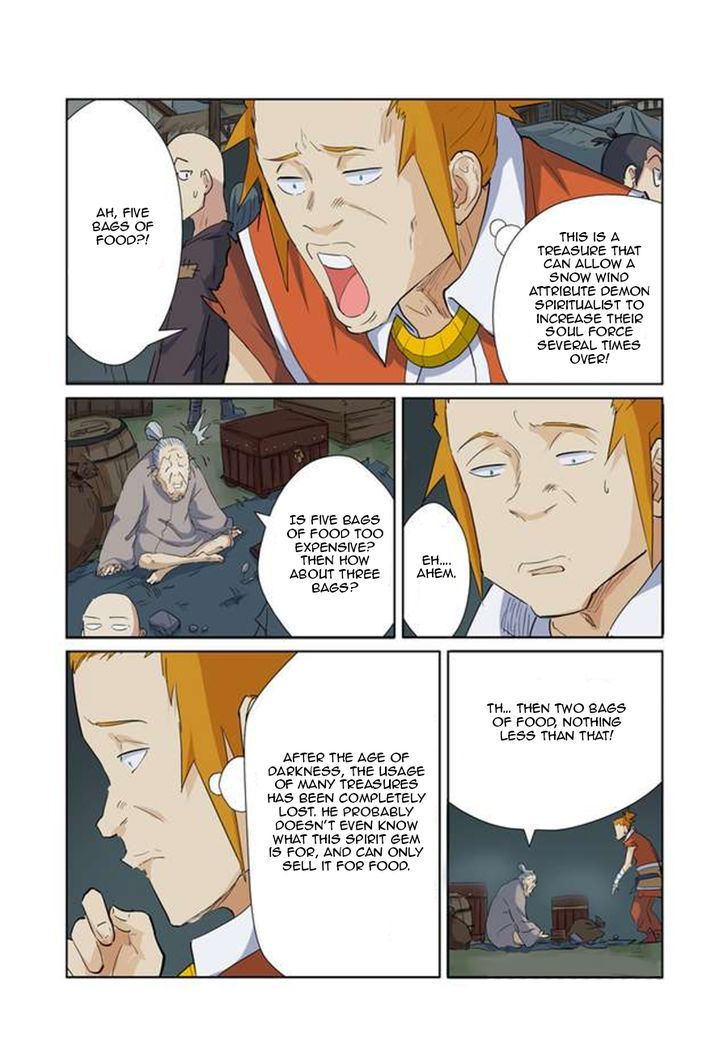 AH, FIVE
BAGS OF
FOOD?!
THIS IS A
TREASURE THAT
CAN ALLOW A
SNOW WIND
ATTRIBUTE DEMON
SPIRITUALIST TO
INCREASE THEIR
SOUL FORCE
SEVERAL TIMES
OVER!
IS FIVE BAGS
OF FOOD TOO
EXPENSIVE?
THEN HOW
ABOUT THREE
BAGS?
EH....
AHEM.
AFTER THE AGE OF
DARKNESS, THE USAGE
OF MANY TREASURES
HAS BEEN COMPLETELY
LOST. HE PROBABLY
DOESN'T EVEN KNOW
WHAT THIS SPIRIT GEM
IS FOR, AND CAN ONLY
SELL IT FOR FOOD.
TH... THEN TWO BAGS
OF FOOD, NOTHING
LESS THAN THAT!